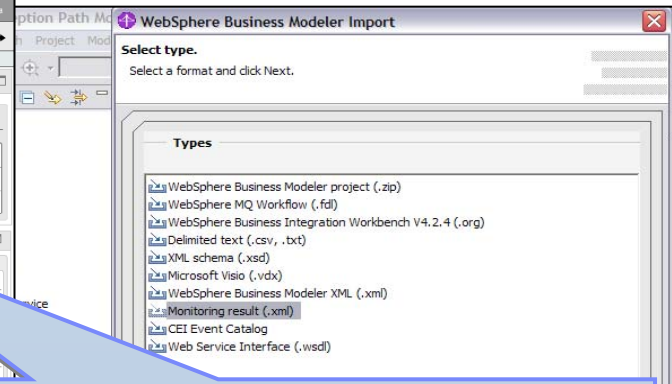 ption Path Mo
WebSphere Business Modeler Import
h Project Mod
Select type.
Select a format and click Next.
Types
WebSphere Business Modeler project (.zip)
WebSphere MQ Workflow (.fdl)
WebSphere Business Integration Workbench V4.2.4 (.org)
Delimited text (.csv, .txt)
XML schema (.xsd)
Microsoft Visio (.vdx)
WebSphere Business Modeler XML (.xml)
vice
Monitoring result (.xml)
CEI Event Catalog
Web Service Interface (.wsdl)